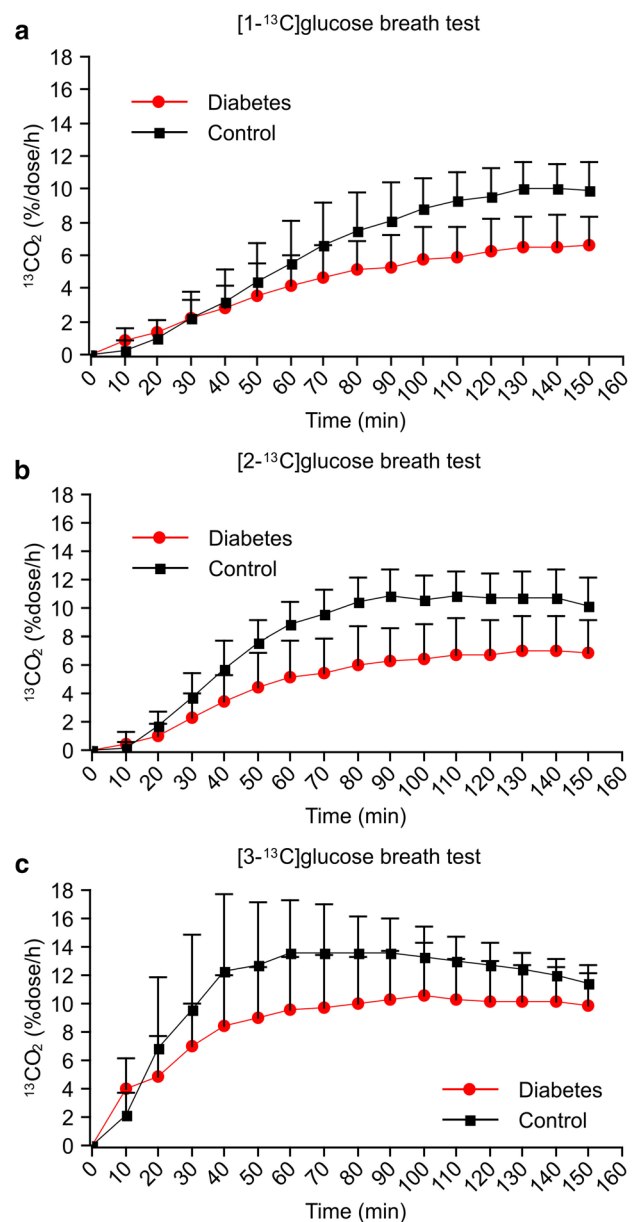 a
[1-¹³C]glucose breath test
18
16
14
12
10
8
6
4
2
0
¹³CO₂ (%/dose/h)
Diabetes
Control
0 10 20 30 40 50 60 70 80 90 100 110 120 130 140 150 160
Time (min)
b
[2-¹³C]glucose breath test
18
16
14
12
10
8
6
4
2
0
¹³CO₂ (%dose/h)
Diabetes
Control
0 10 20 30 40 50 60 70 80 90 100 110 120 130 140 150 160
Time (min)
c
[3-¹³C]glucose breath test
18
16
14
12
10
8
6
4
2
0
¹³CO₂ (%dose/h)
Diabetes
Control
0 10 20 30 40 50 60 70 80 90 100 110 120 130 140 150 160
Time (min)